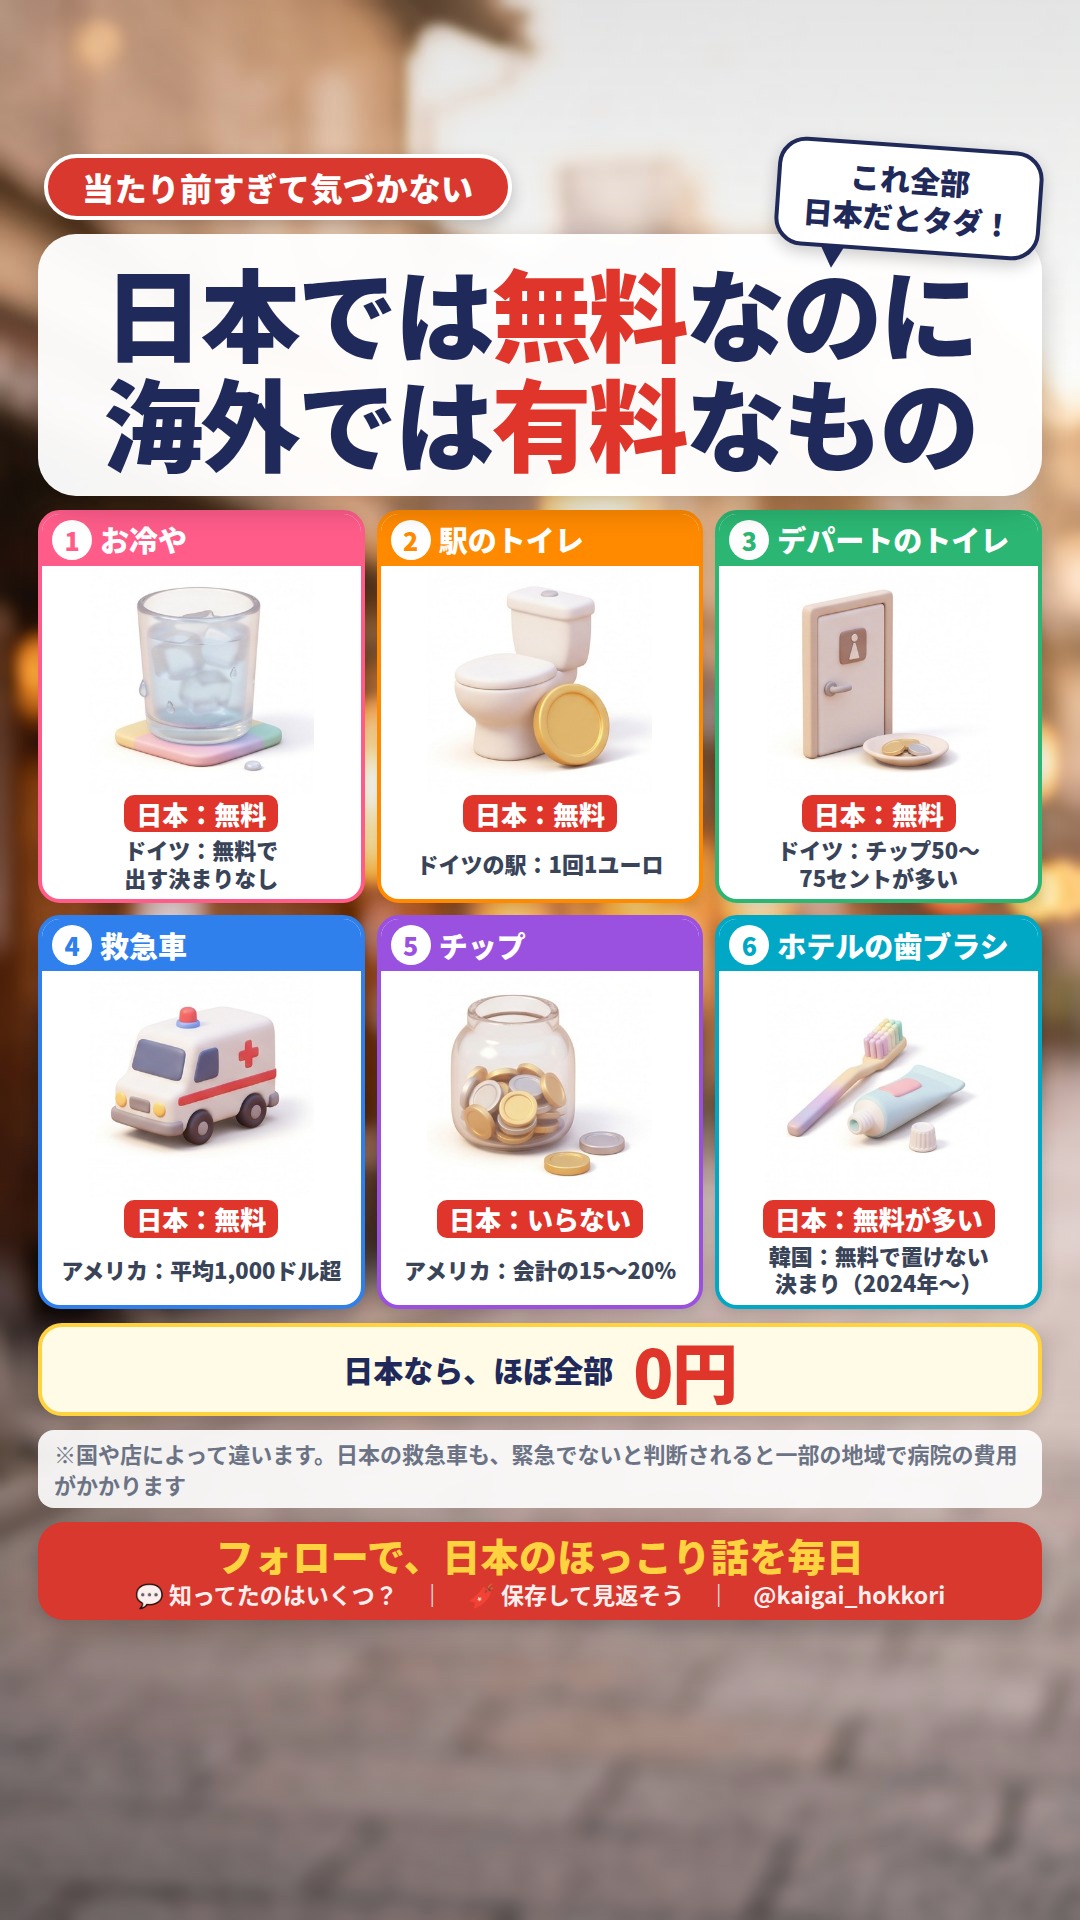 当たり前すぎて気づかない
これ全部
日本だとタダ！
日本では無料なのに
海外では有料なもの
1 お冷や
日本：無料
ドイツ：無料で
出す決まりなし
2 駅のトイレ
日本：無料
ドイツの駅：1回1ユーロ
3 デパートのトイレ
日本：無料
ドイツ：チップ50〜
75セントが多い
4 救急車
日本：無料
アメリカ：平均1,000ドル超
5 チップ
日本：いらない
アメリカ：会計の15〜20%
6 ホテルの歯ブラシ
日本：無料が多い
韓国：無料で置けない
決まり（2024年〜）
日本なら、ほぼ全部 0円
※国や店によって違います。日本の救急車も、緊急でないと判断されると一部の地域で病院の費用
がかかります
フォローで、日本のほっこり話を毎日
💬 知ってたのはいくつ？ ｜ 🔖 保存して見返そう ｜ @kaigai_hokkori